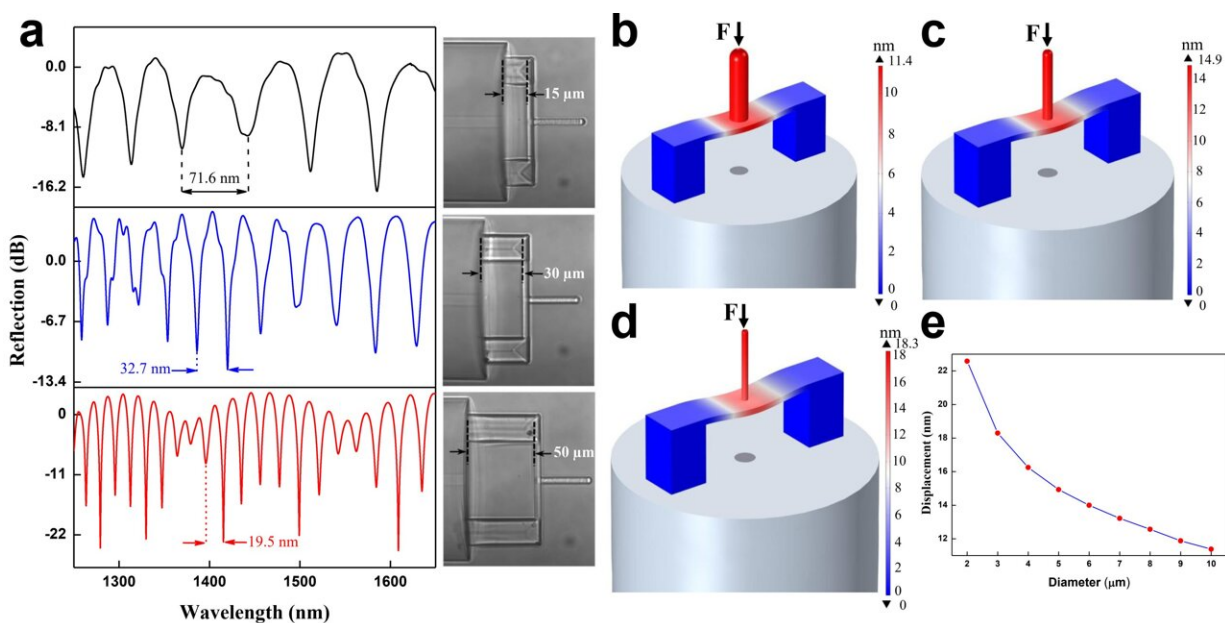 a
0.0
-8.1
-16.2
71.6 nm
15 μm
0.0
-6.7
-13.4
32.7 nm
30 μm
0
-11
-22
19.5 nm
50 μm
Reflection (dB)
1300
1400
1500
1600
Wavelength (nm)
b
F
nm
▲ 11.4
10
8
6
4
2
0
▼ 0
c
F
nm
▲ 14.9
14
12
10
8
6
4
2
0
▼ 0
d
F
nm
▲ 18.3
18
16
14
12
10
8
6
4
2
0
▼ 0
e
22
20
18
16
14
12
Displacement (nm)
2 3 4 5 6 7 8 9 10
Diameter (μm)